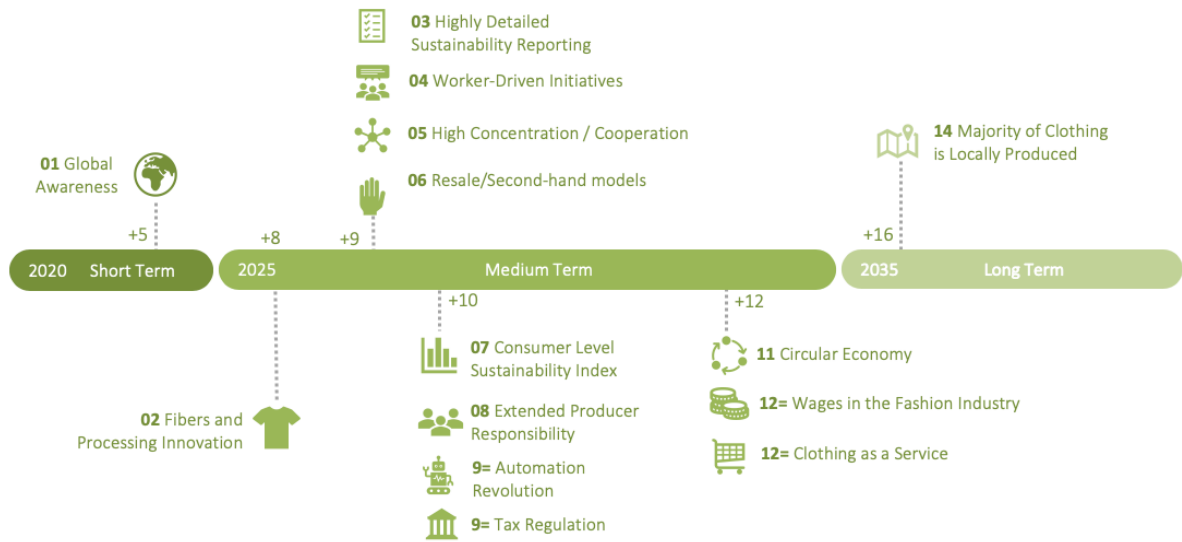 03 Highly Detailed
Sustainability Reporting
04 Worker-Driven Initiatives
05 High Concentration / Cooperation
06 Resale/Second-hand models
01 Global
Awareness
14 Majority of Clothing
is Locally Produced
+5
+8
+9
+16
2020 Short Term
2025 Medium Term
2035 Long Term
+10
+12
07 Consumer Level
Sustainability Index
08 Extended Producer
Responsibility
9= Automation
Revolution
9= Tax Regulation
02 Fibers and
Processing Innovation
11 Circular Economy
12= Wages in the Fashion Industry
12= Clothing as a Service